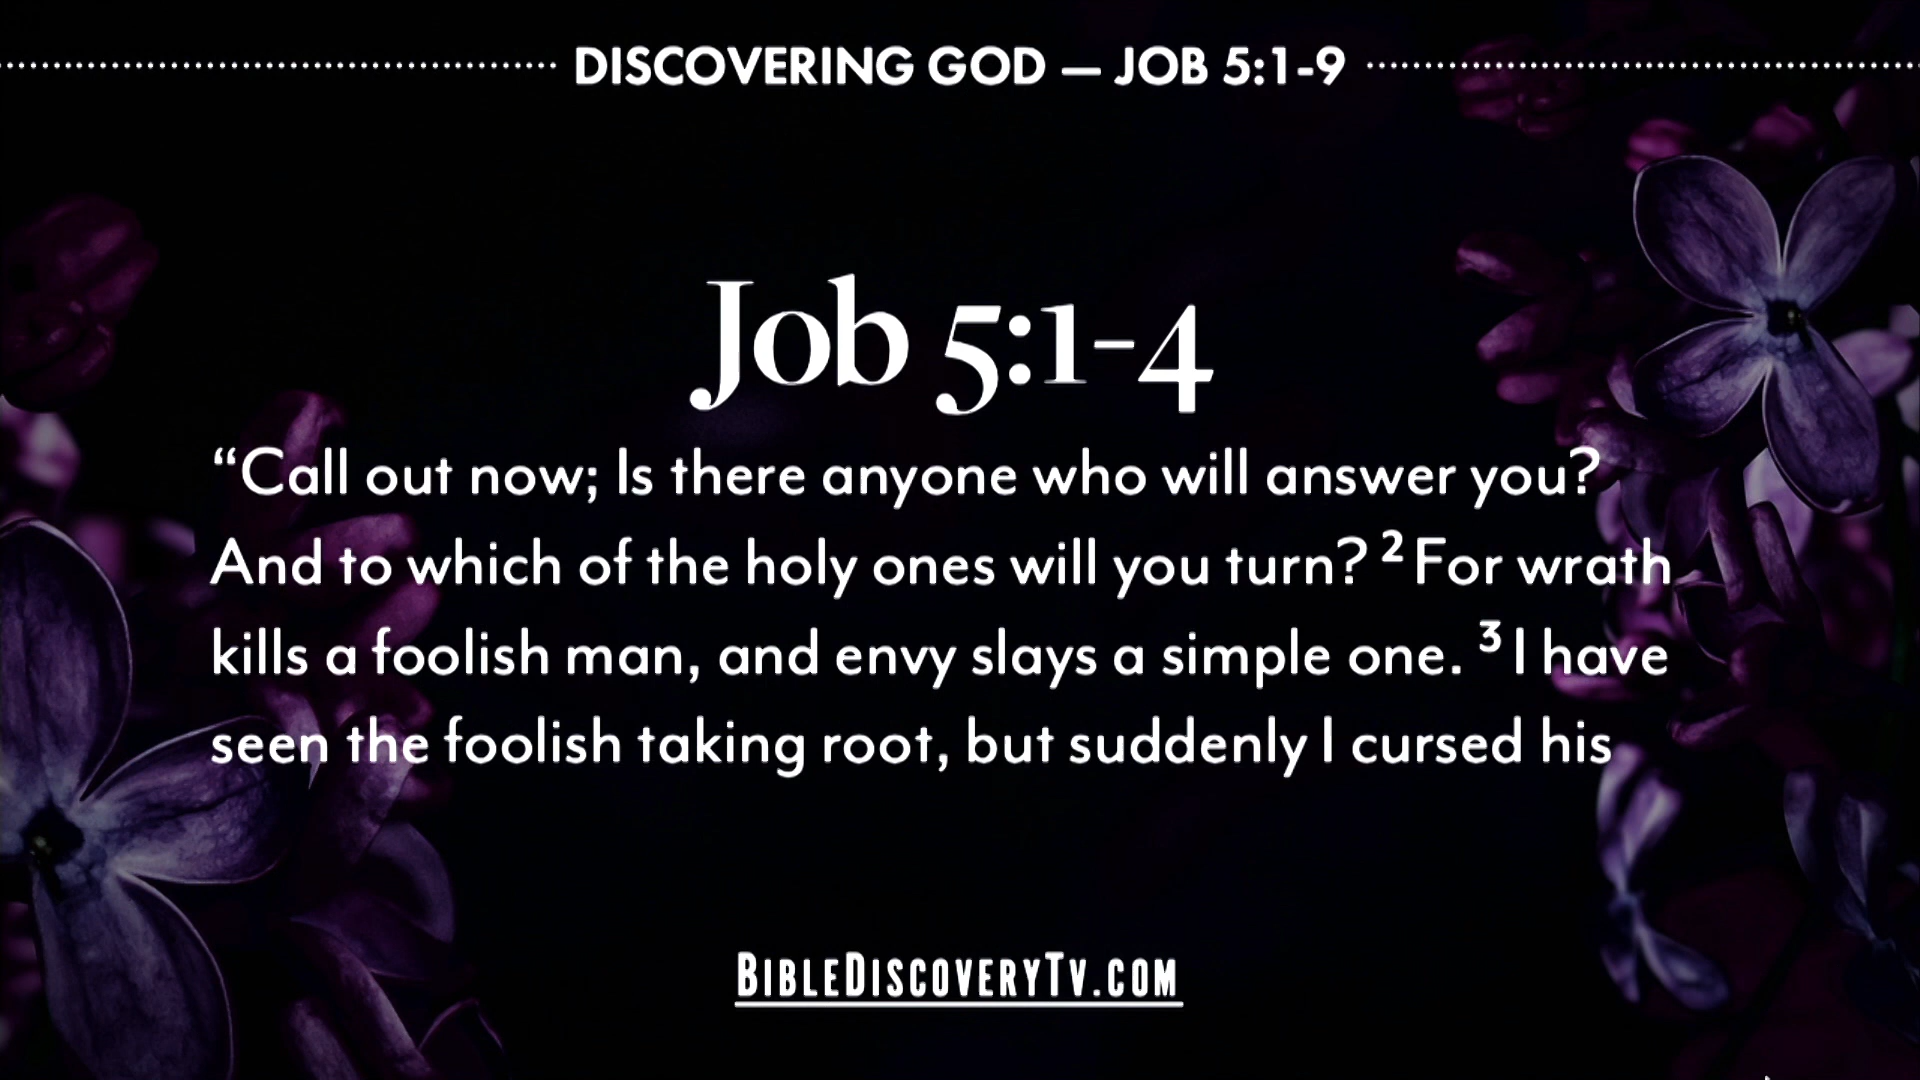 DISCOVERING GOD — JOB 5:1-9
Job 5:1-4
“Call out now; Is there anyone who will answer you?
And to which of the holy ones will you turn? ² For wrath
kills a foolish man, and envy slays a simple one. ³ I have
seen the foolish taking root, but suddenly I cursed his
BIBLEDISCOVERYTV.COM